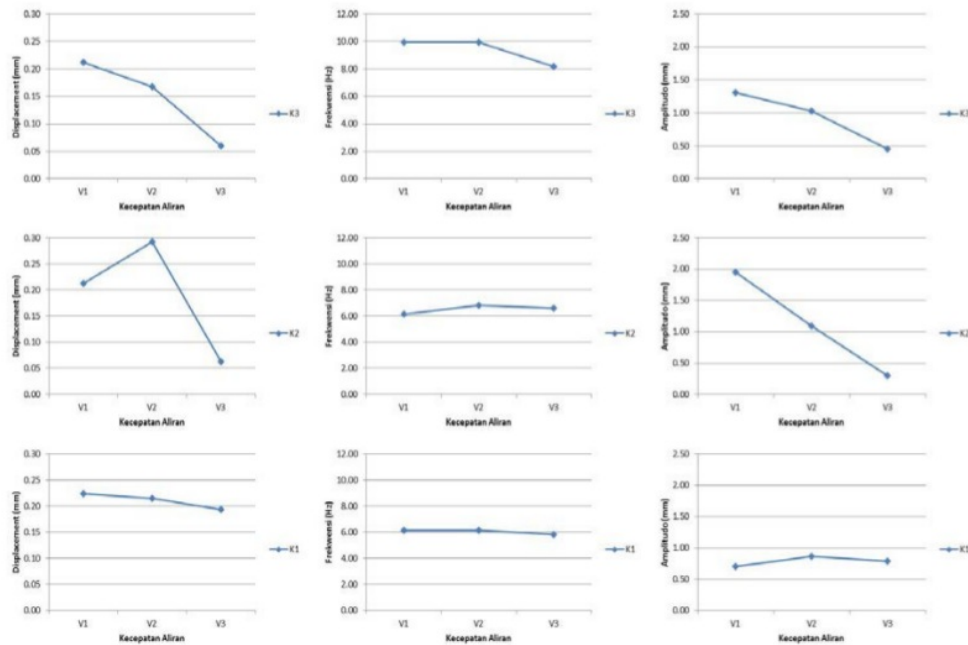 Displacement (mm)
0.30
0.25
0.20
0.15
0.10
0.05
0.00
V1 V2 V3
Kecepatan Aliran
K3
Frekwensi (Hz)
12.00
10.00
8.00
6.00
4.00
2.00
0.00
V1 V2 V3
Kecepatan Aliran
K3
Amplitudo (mm)
2.50
2.00
1.50
1.00
0.50
0.00
V1 V2 V3
Kecepatan Aliran
K3
Displacement (mm)
0.30
0.25
0.20
0.15
0.10
0.05
0.00
V1 V2 V3
Kecepatan Aliran
K2
Frekwensi (Hz)
12.00
10.00
8.00
6.00
4.00
2.00
0.00
V1 V2 V3
Kecepatan Aliran
K2
Amplitudo (mm)
2.50
2.00
1.50
1.00
0.50
0.00
V1 V2 V3
Kecepatan Aliran
K2
Displacement (mm)
0.30
0.25
0.20
0.15
0.10
0.05
0.00
V1 V2 V3
Kecepatan Aliran
K1
Frekwensi (Hz)
12.00
10.00
8.00
6.00
4.00
2.00
0.00
V1 V2 V3
Kecepatan Aliran
K1
Amplitudo (mm)
2.50
2.00
1.50
1.00
0.50
0.00
V1 V2 V3
Kecepatan Aliran
K1